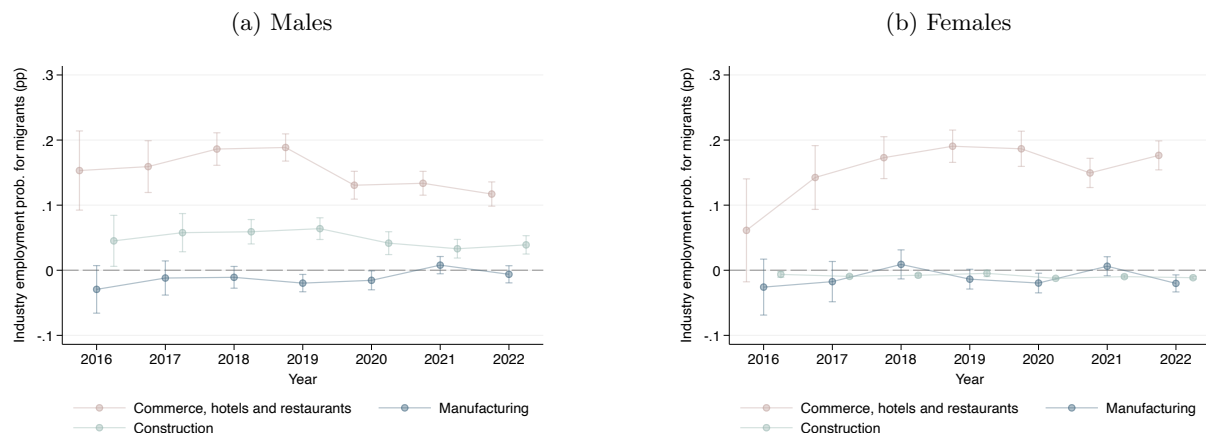 (a) Males
Industry employment prob. for migrants (pp)
.3
.2
.1
0
-.1
2016 2017 2018 2019 2020 2021 2022
Year
Commerce, hotels and restaurants Manufacturing
Construction
(b) Females
Industry employment prob. for migrants (pp)
.3
.2
.1
0
-.1
2016 2017 2018 2019 2020 2021 2022
Year
Commerce, hotels and restaurants Manufacturing
Construction